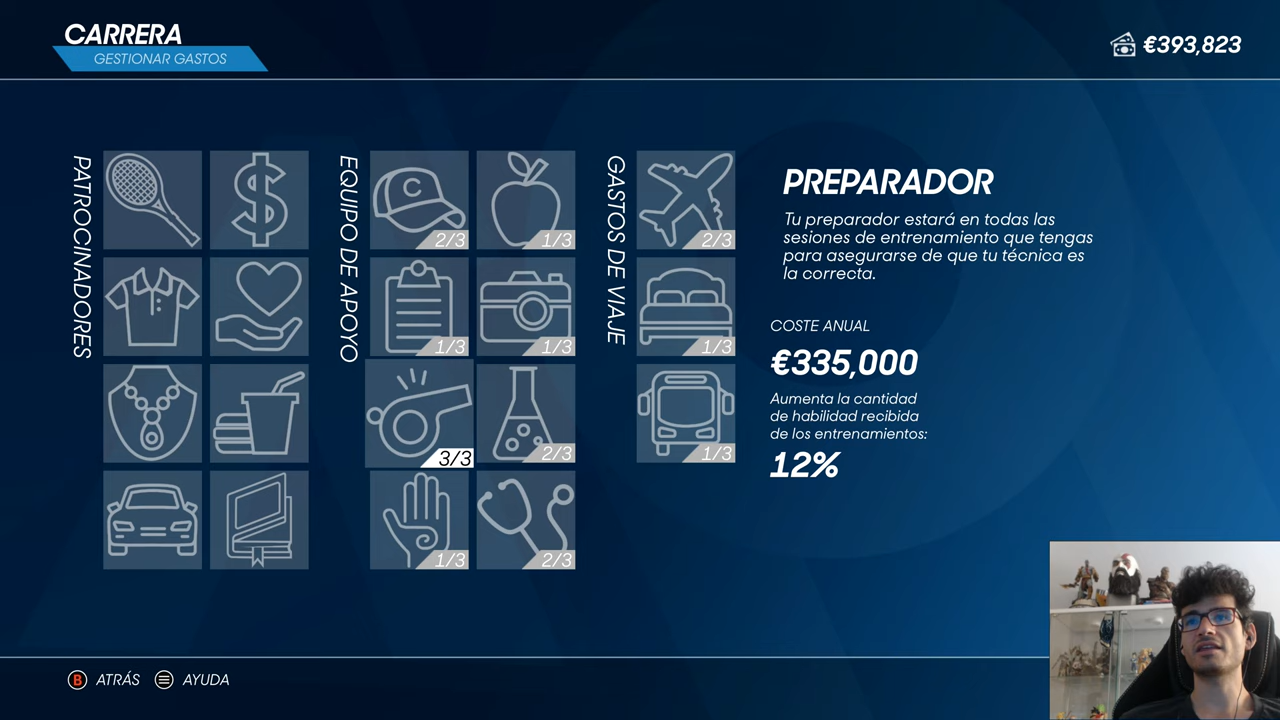 CARRERA
GESTIONAR GASTOS
€393,823
PATROCINADORES
EQUIPO DE APOYO
C
2/3
1/3
1/3
1/3
3/3
2/3
1/3
2/3
GASTOS DE VIAJE
2/3
1/3
1/3
PREPARADOR
Tu preparador estará en todas las
sesiones de entrenamiento que tengas
para asegurarse de que tu técnica es
la correcta.
COSTE ANUAL
€335,000
Aumenta la cantidad
de habilidad recibida
de los entrenamientos:
12%
B ATRÁS AYUDA